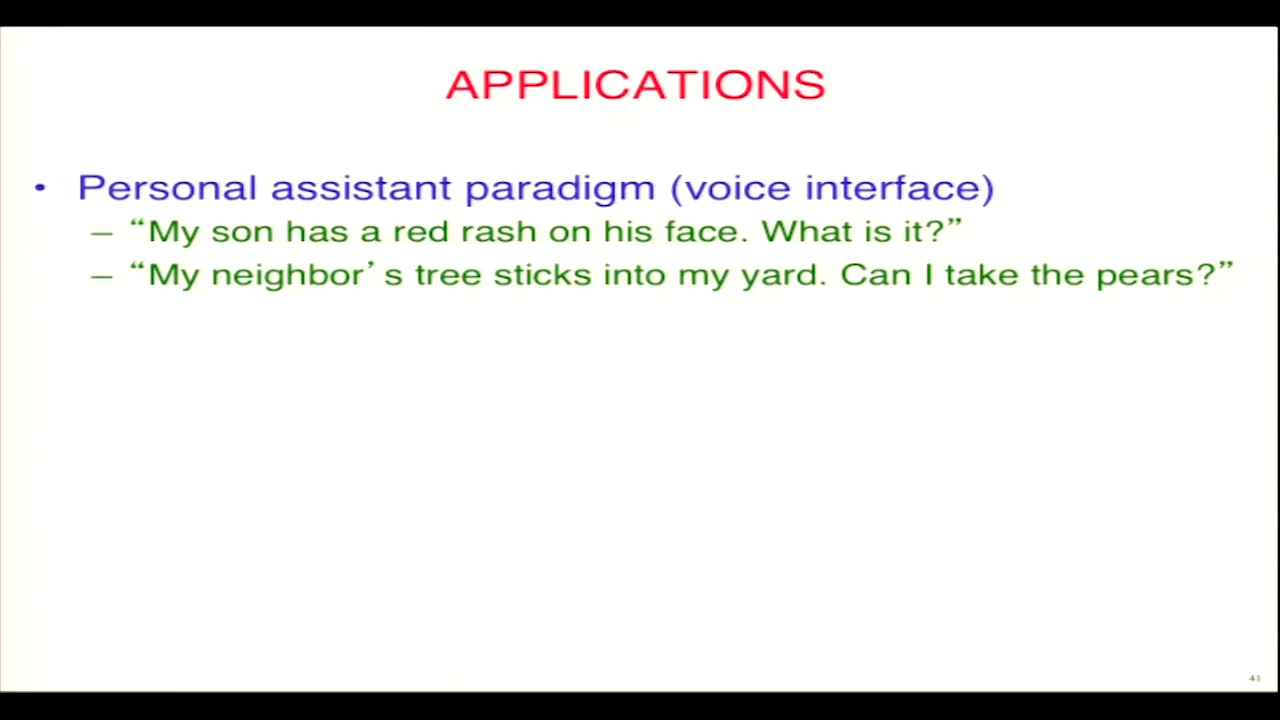 APPLICATIONS
• Personal assistant paradigm (voice interface)
– “My son has a red rash on his face. What is it?”
– “My neighbor’s tree sticks into my yard. Can I take the pears?”
41